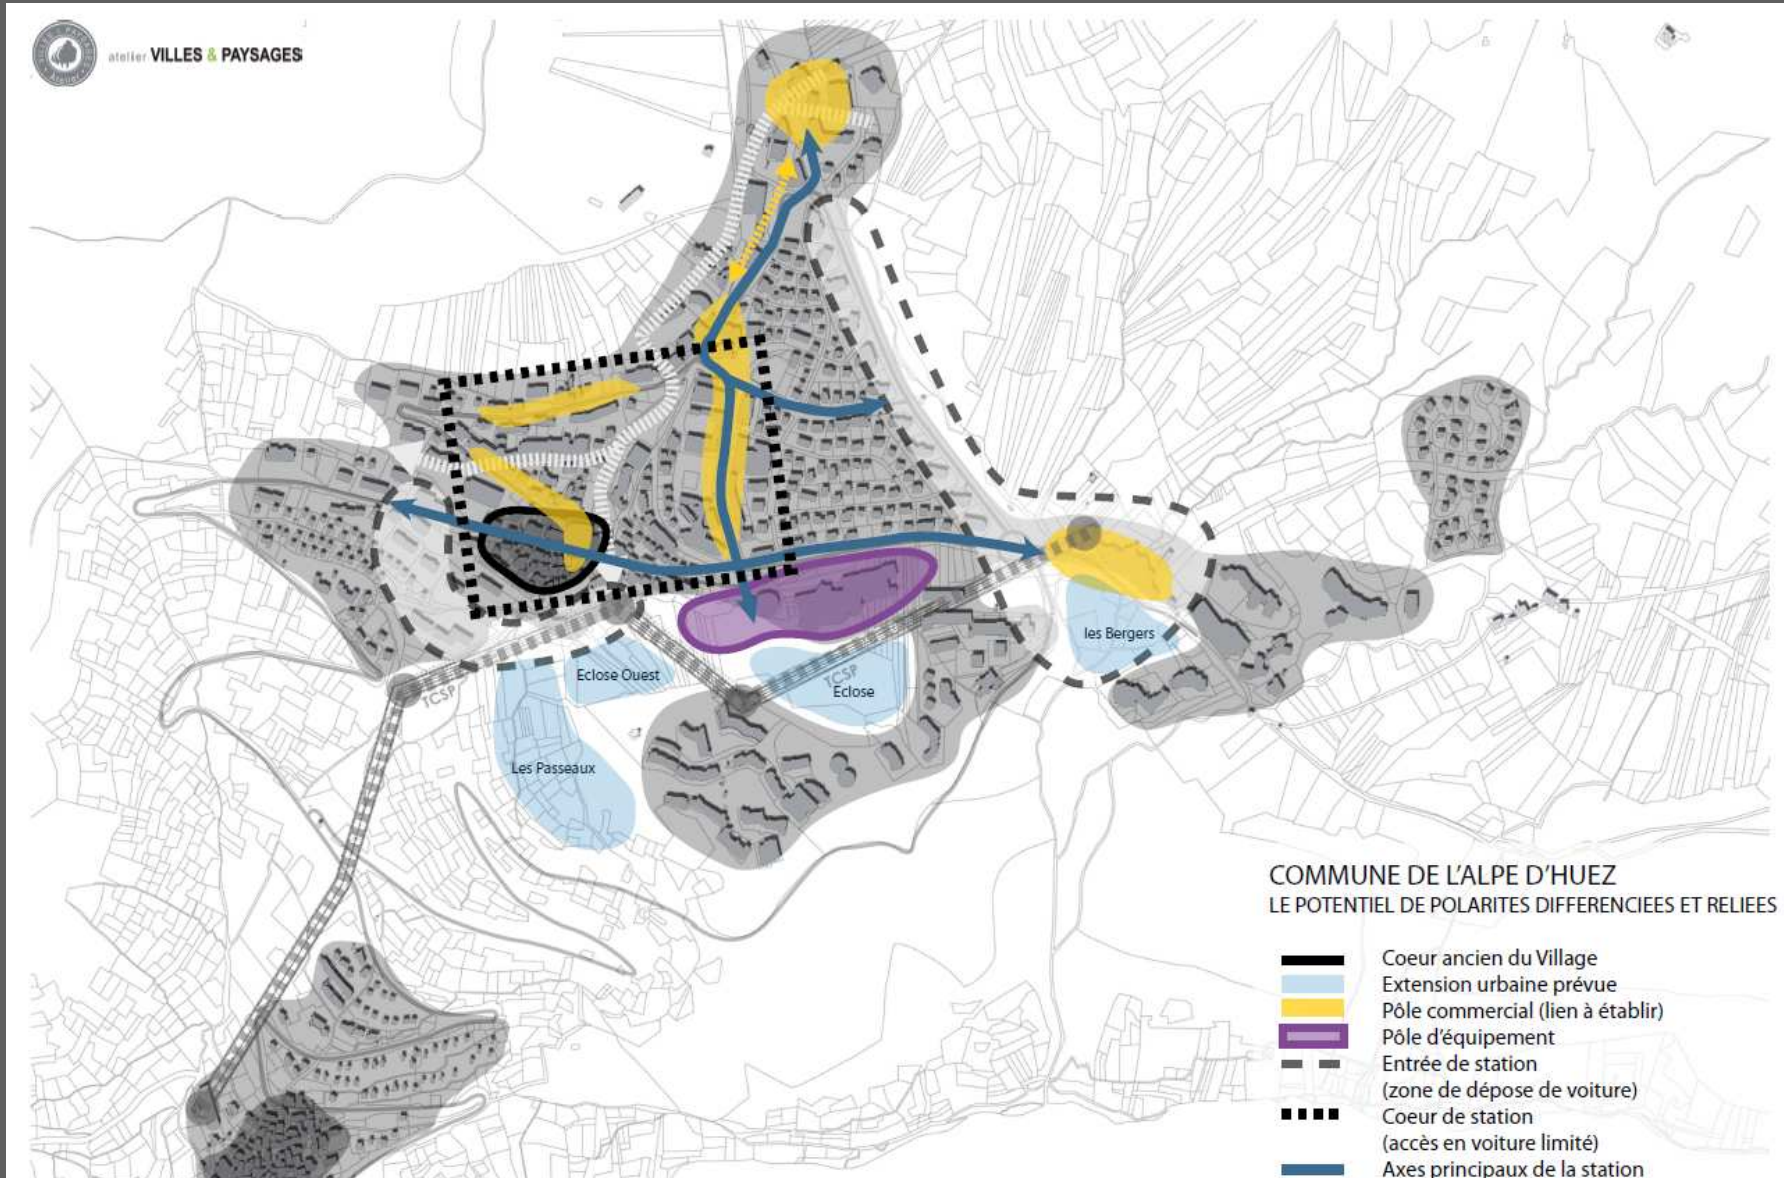 atelier VILLES & PAYSAGES
TCSP
Eclose Ouest
TCSP
Eclose
les Bergers
Les Passeaux
COMMUNE DE L'ALPE D'HUEZ
LE POTENTIEL DE POLARITES DIFFERENCIEES ET RELIEES
Coeur ancien du Village
Extension urbaine prévue
Pôle commercial (lien à établir)
Pôle d'équipement
Entrée de station
(zone de dépose de voiture)
Coeur de station
(accès en voiture limité)
Axes principaux de la station